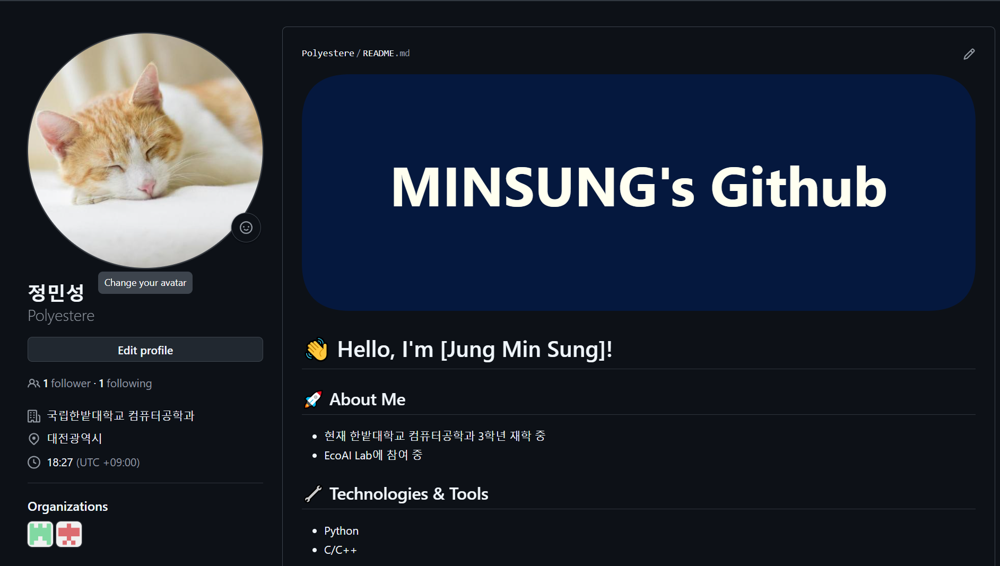 Change your avatar
정민성
Polyestere
Edit profile
1 follower · 1 following
국립한밭대학교 컴퓨터공학과
대전광역시
18:27 (UTC +09:00)
Organizations
Polyestere/README.md
MINSUNG's Github
👋 Hello, I'm [Jung Min Sung]!
🚀 About Me
• 현재 한밭대학교 컴퓨터공학과 3학년 재학 중
• EcoAI Lab에 참여 중
🔧 Technologies & Tools
• Python
• C/C++